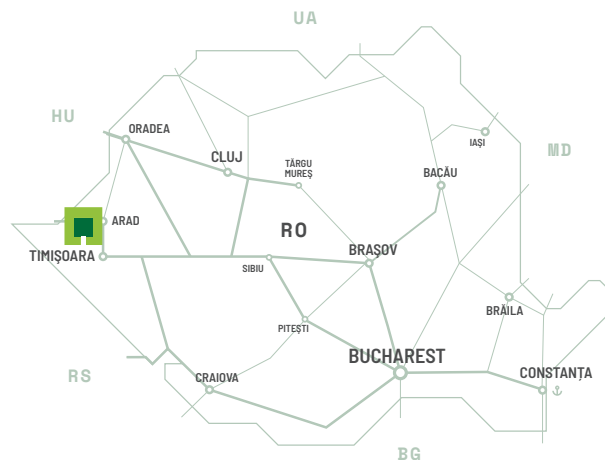 UA
HU
ORADEA
CLUJ
TÂRGU
MUREȘ
IAȘI
MD
BACĂU
ARAD
RO
TIMIȘOARA
SIBIU
BRAȘOV
PITEȘTI
BRĂILA
BUCHAREST
RS
CRAIOVA
CONSTANȚA
BG